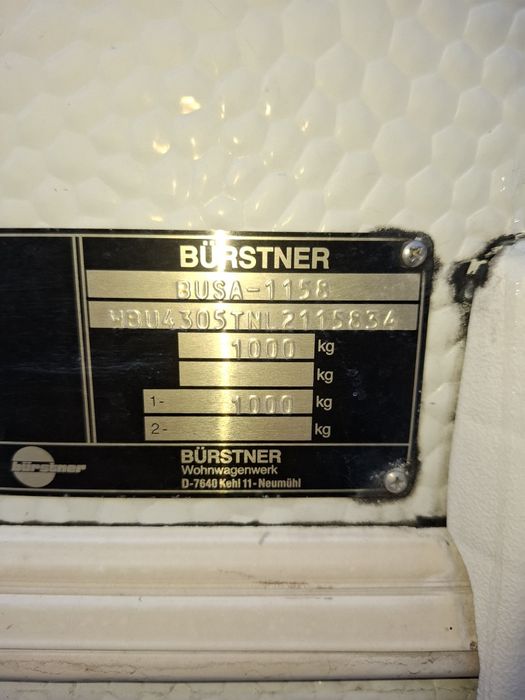 BÜRSTNER
BUSA-1158
WBU4305TNL2115834
1000 kg
kg
1- 1000 kg
2- kg
bürstner
BÜRSTNER
Wohnwagenwerk
D-7640 Kehl 11-Neumühl